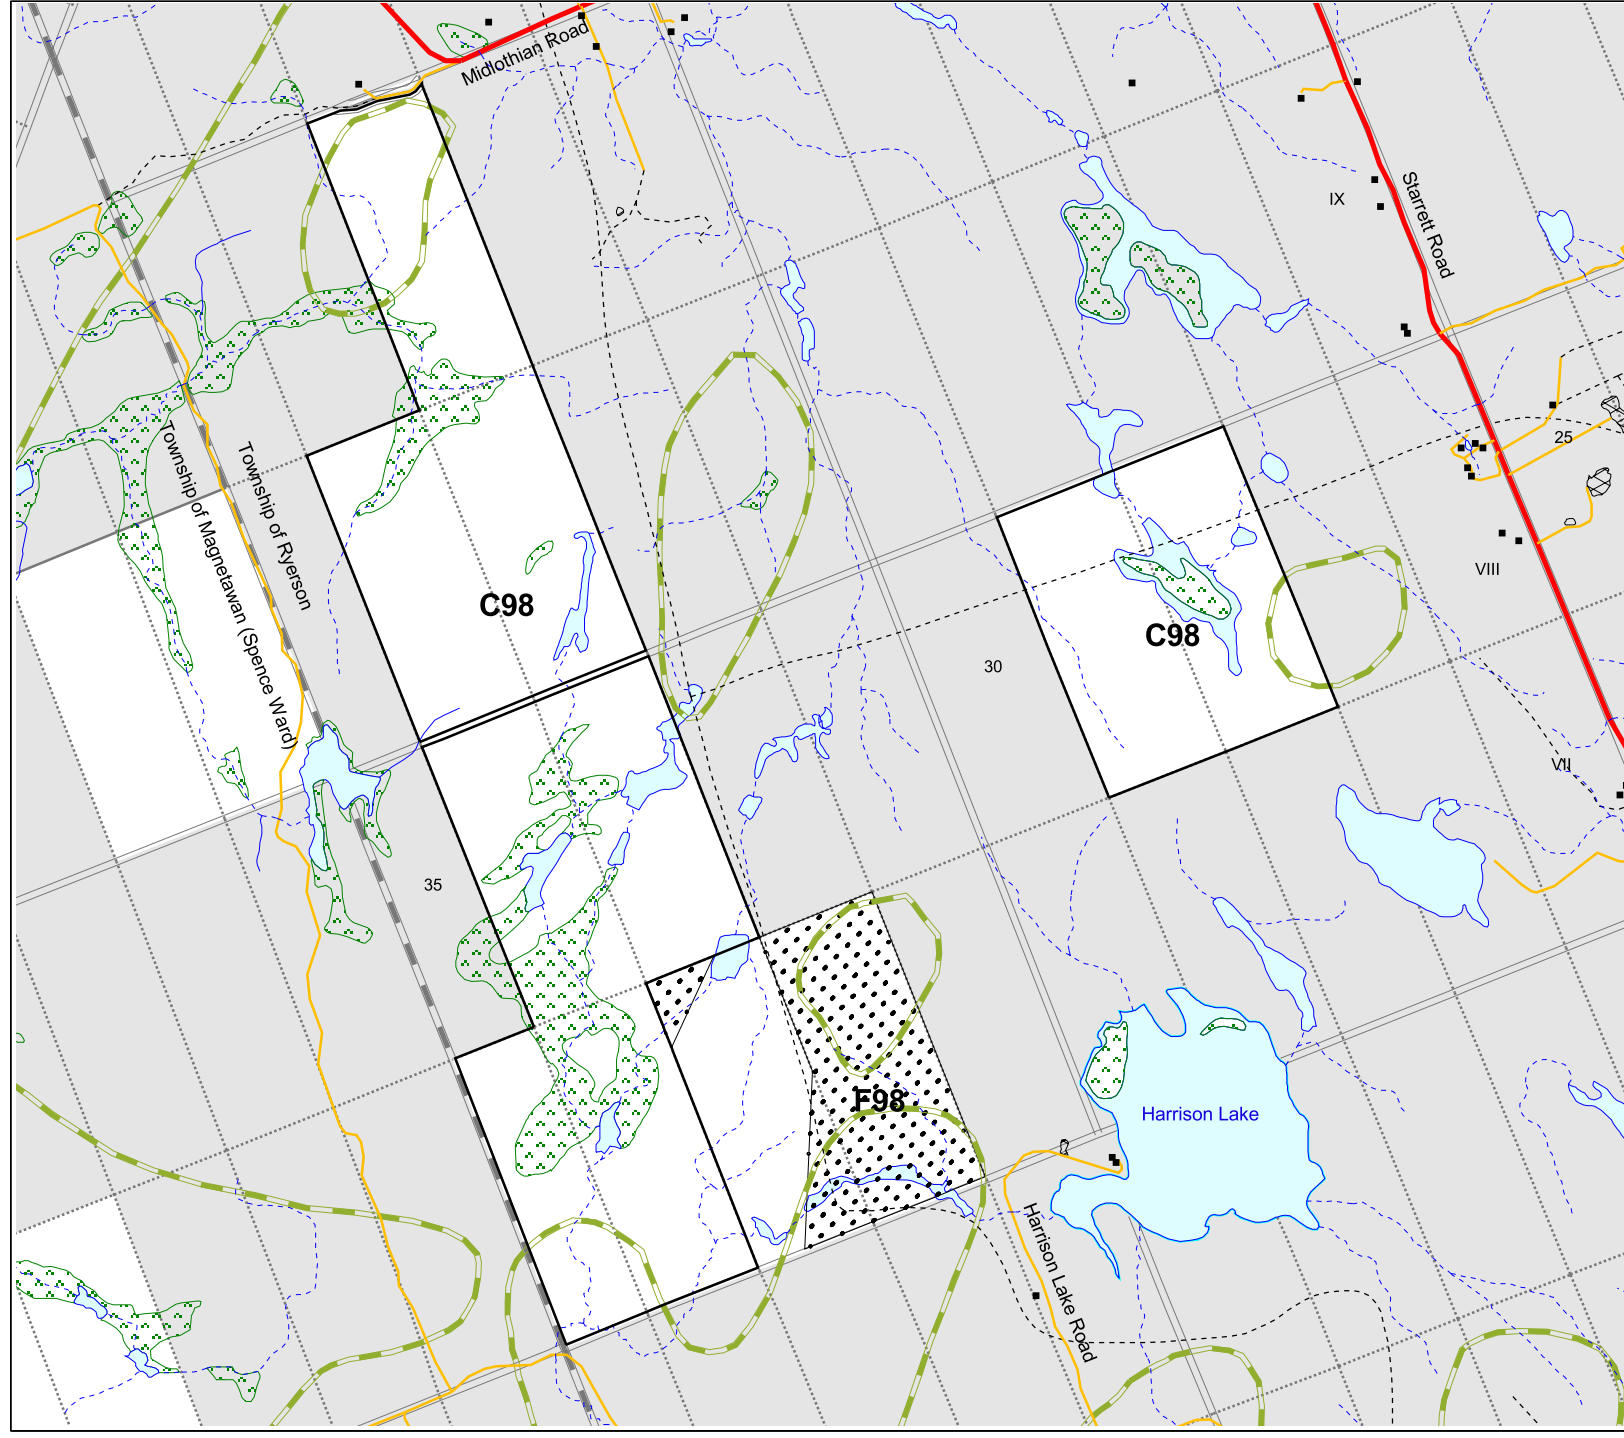 Midlothian Road
IX
Starrett Road
25
Township of Magnetawan (Spence Ward)
Township of Ryerson
VIII
C98
C98
30
VII
35
F98
Harrison Lake
Harrison Lake Road